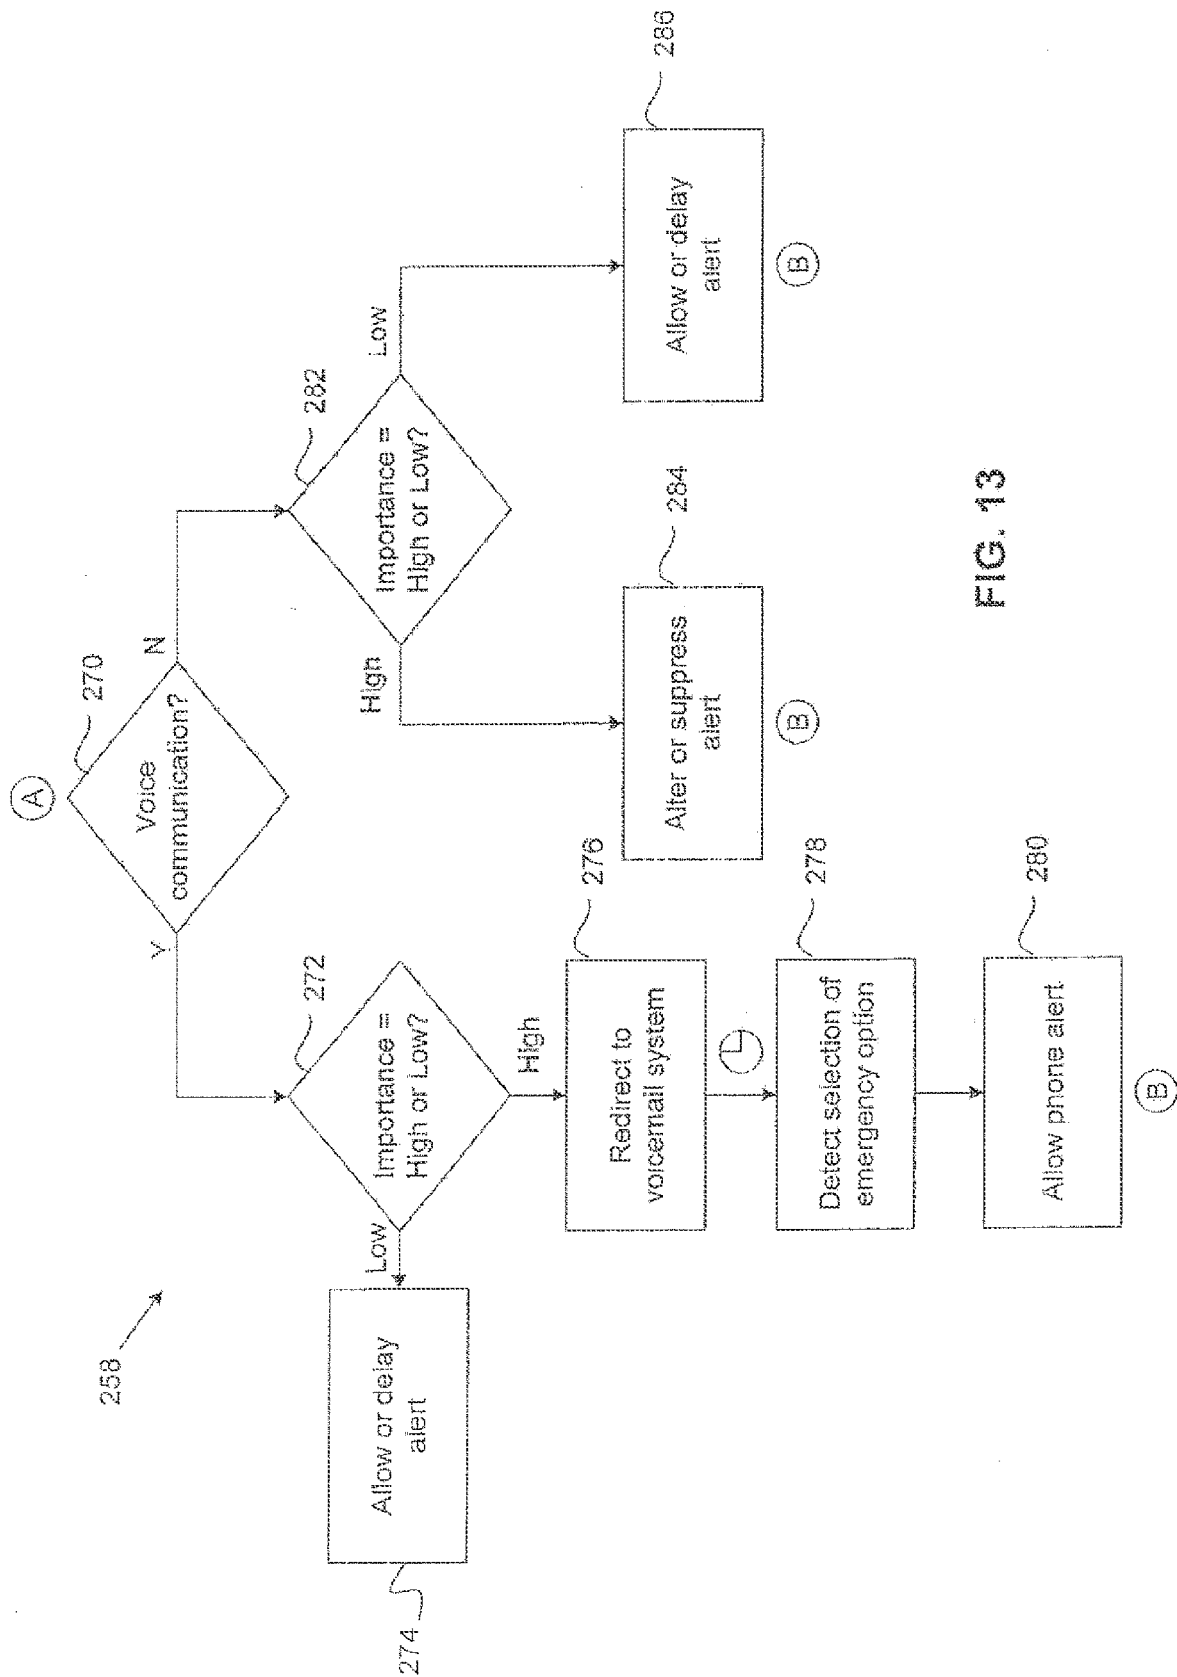 258
A
Voice
communication?
270
Y
N
Importance =
High or Low?
272
Importance =
High or Low?
282
Low
High
High
Low
Allow or delay
alert
274
Redirect to
voicemail system
276
Detect selection of
emergency option
278
Allow phone alert
280
B
Alter or suppress
alert
284
B
Allow or delay
alert
286
B
FIG. 13